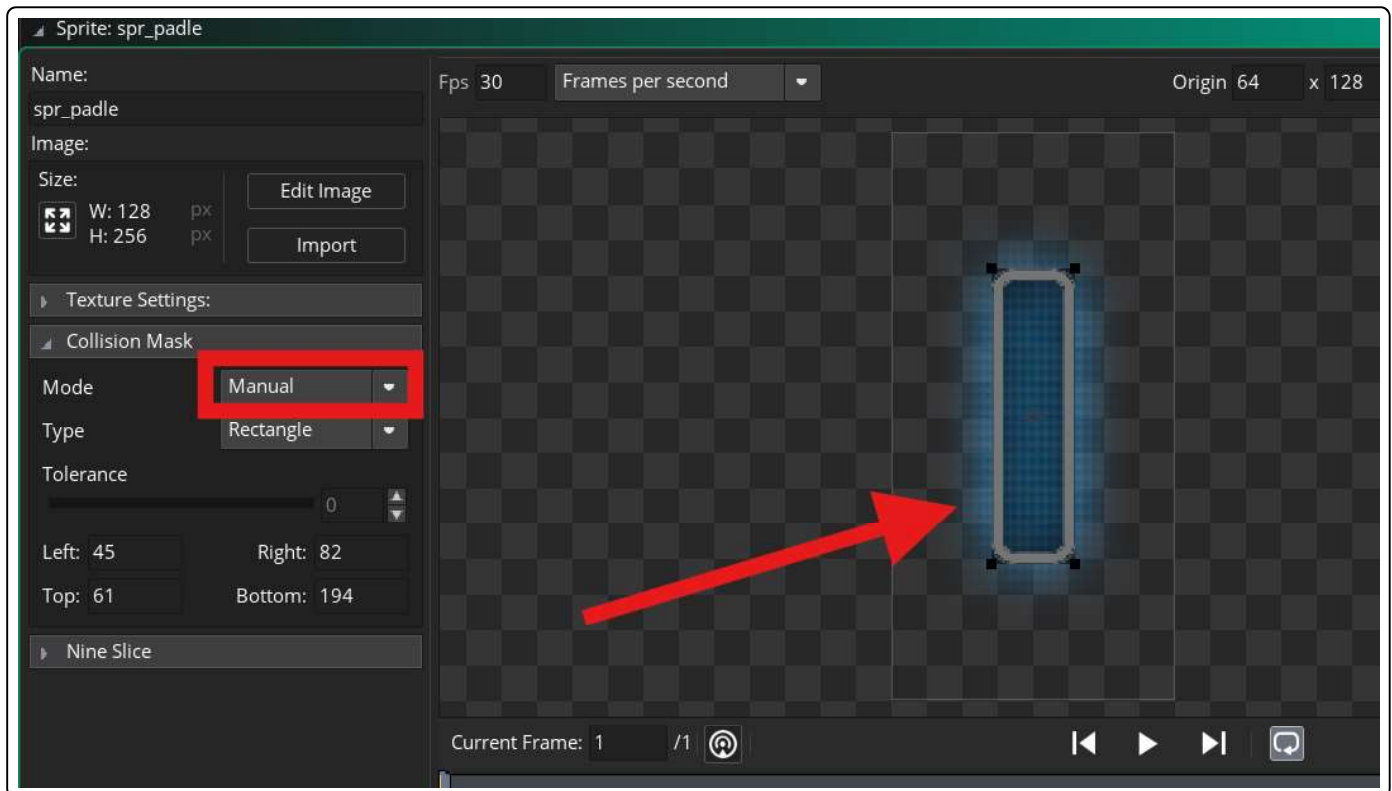 Sprite: spr_padle
Name:
spr_padle
Image:
Size:
W: 128 px
H: 256 px
Edit Image
Import
Texture Settings:
Collision Mask
Mode Manual
Type Rectangle
Tolerance
0
Left: 45 Right: 82
Top: 61 Bottom: 194
Nine Slice
Fps 30 Frames per second Origin 64 x 128
Current Frame: 1 /1